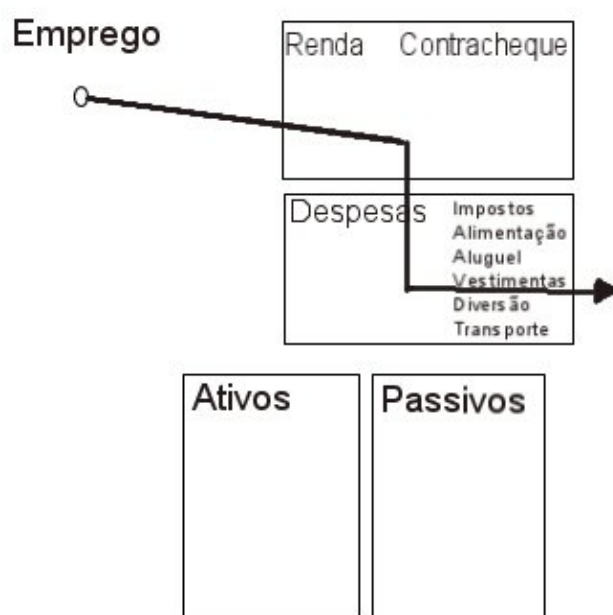 Emprego
Renda Contracheque
Despesas
Impostos
Alimentação
Aluguel
Vestimentas
Diversão
Transporte
Ativos
Passivos